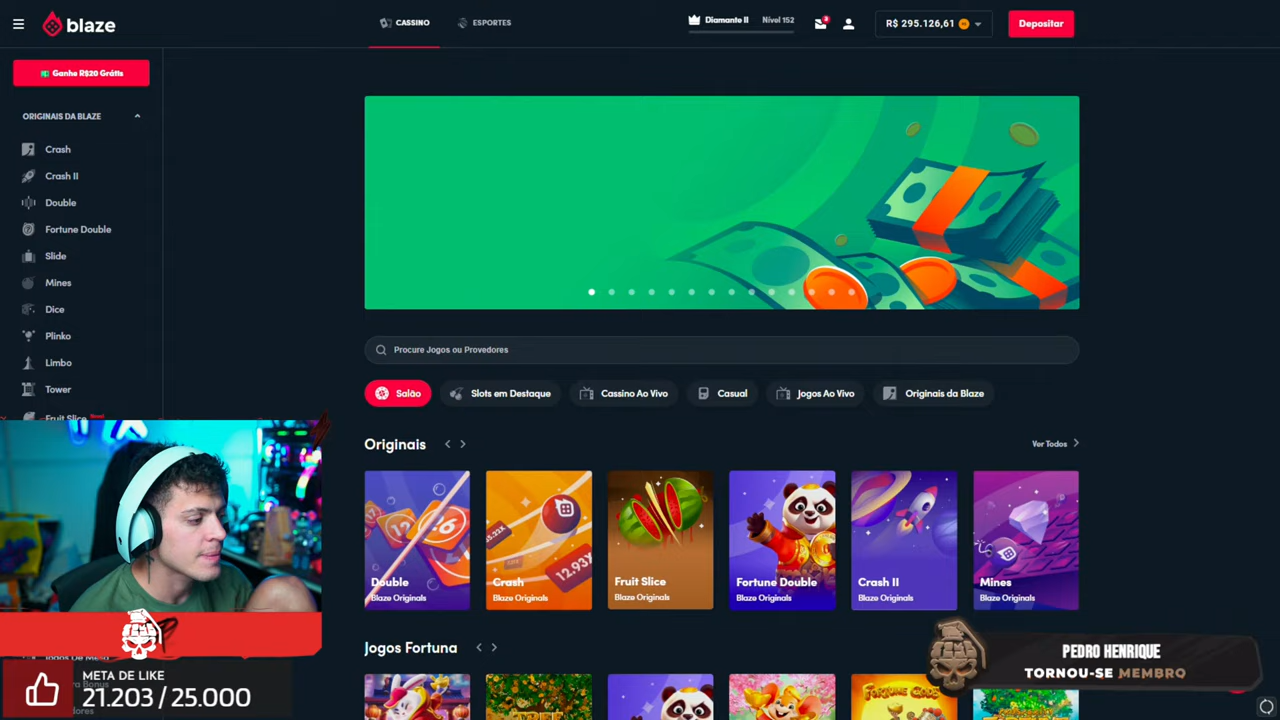 blaze
CASSINO
ESPORTES
Diamante II
Nível 152
R$ 295.126,61
Depositar
Ganhe R$20 Grátis
ORIGINAIS DA BLAZE
Crash
Crash II
Double
Fortune Double
Slide
Mines
Dice
Plinko
Limbo
Tower
Fruit Slice
Procure Jogos ou Provedores
Salão
Slots em Destaque
Cassino Ao Vivo
Casual
Jogos Ao Vivo
Originais da Blaze
Originais
Ver Todos
Double
Blaze Originals
Crash
Blaze Originals
Fruit Slice
Blaze Originals
Fortune Double
Blaze Originals
Crash II
Blaze Originals
Mines
Blaze Originals
Jogos Fortuna
PEDRO HENRIQUE
TORNOU-SE MEMBRO
META DE LIKE
21.203 / 25.000